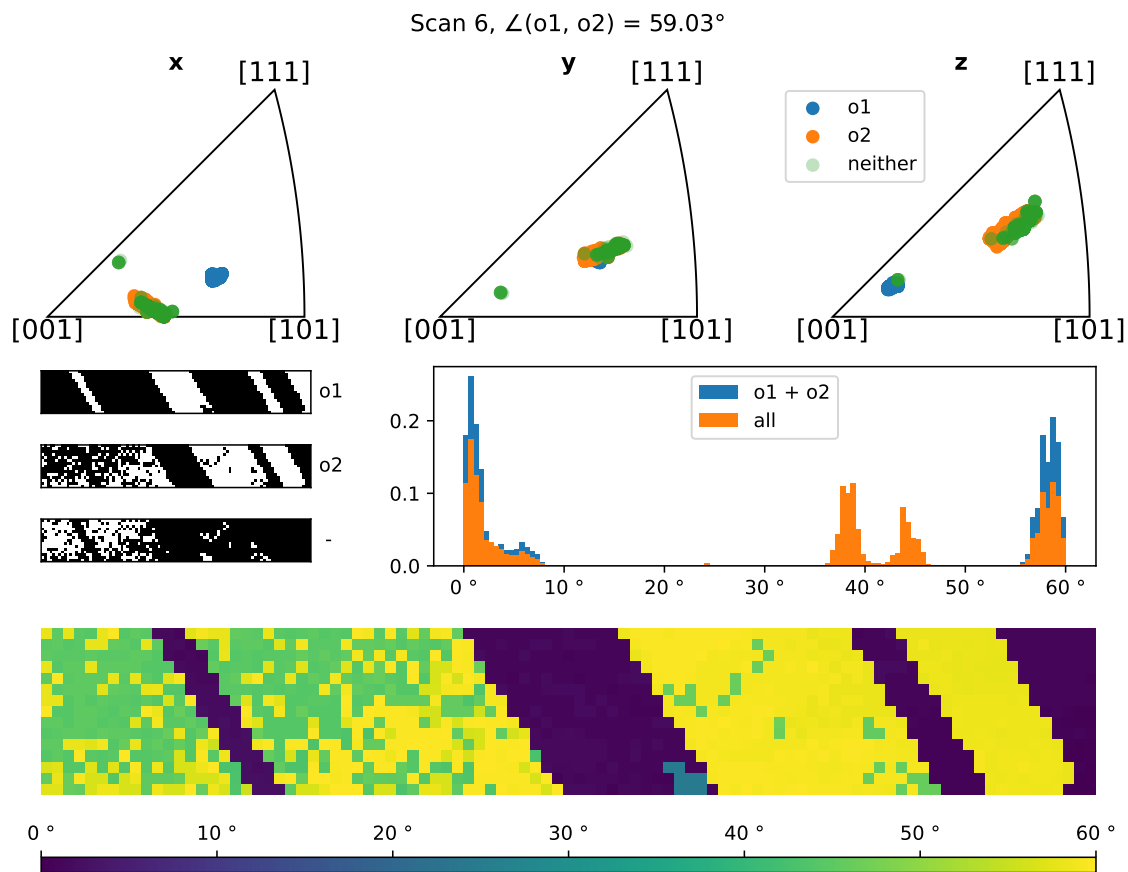 Scan 6, ∠(o1, o2) = 59.03°
x
y
z
[111]
[111]
[111]
o1
o2
neither
[001]
[101]
[001]
[101]
[001]
[101]
o1
o2
-
o1 + o2
all
0.2
0.1
0.0
0 °
10 °
20 °
30 °
40 °
50 °
60 °
0 °
10 °
20 °
30 °
40 °
50 °
60 °